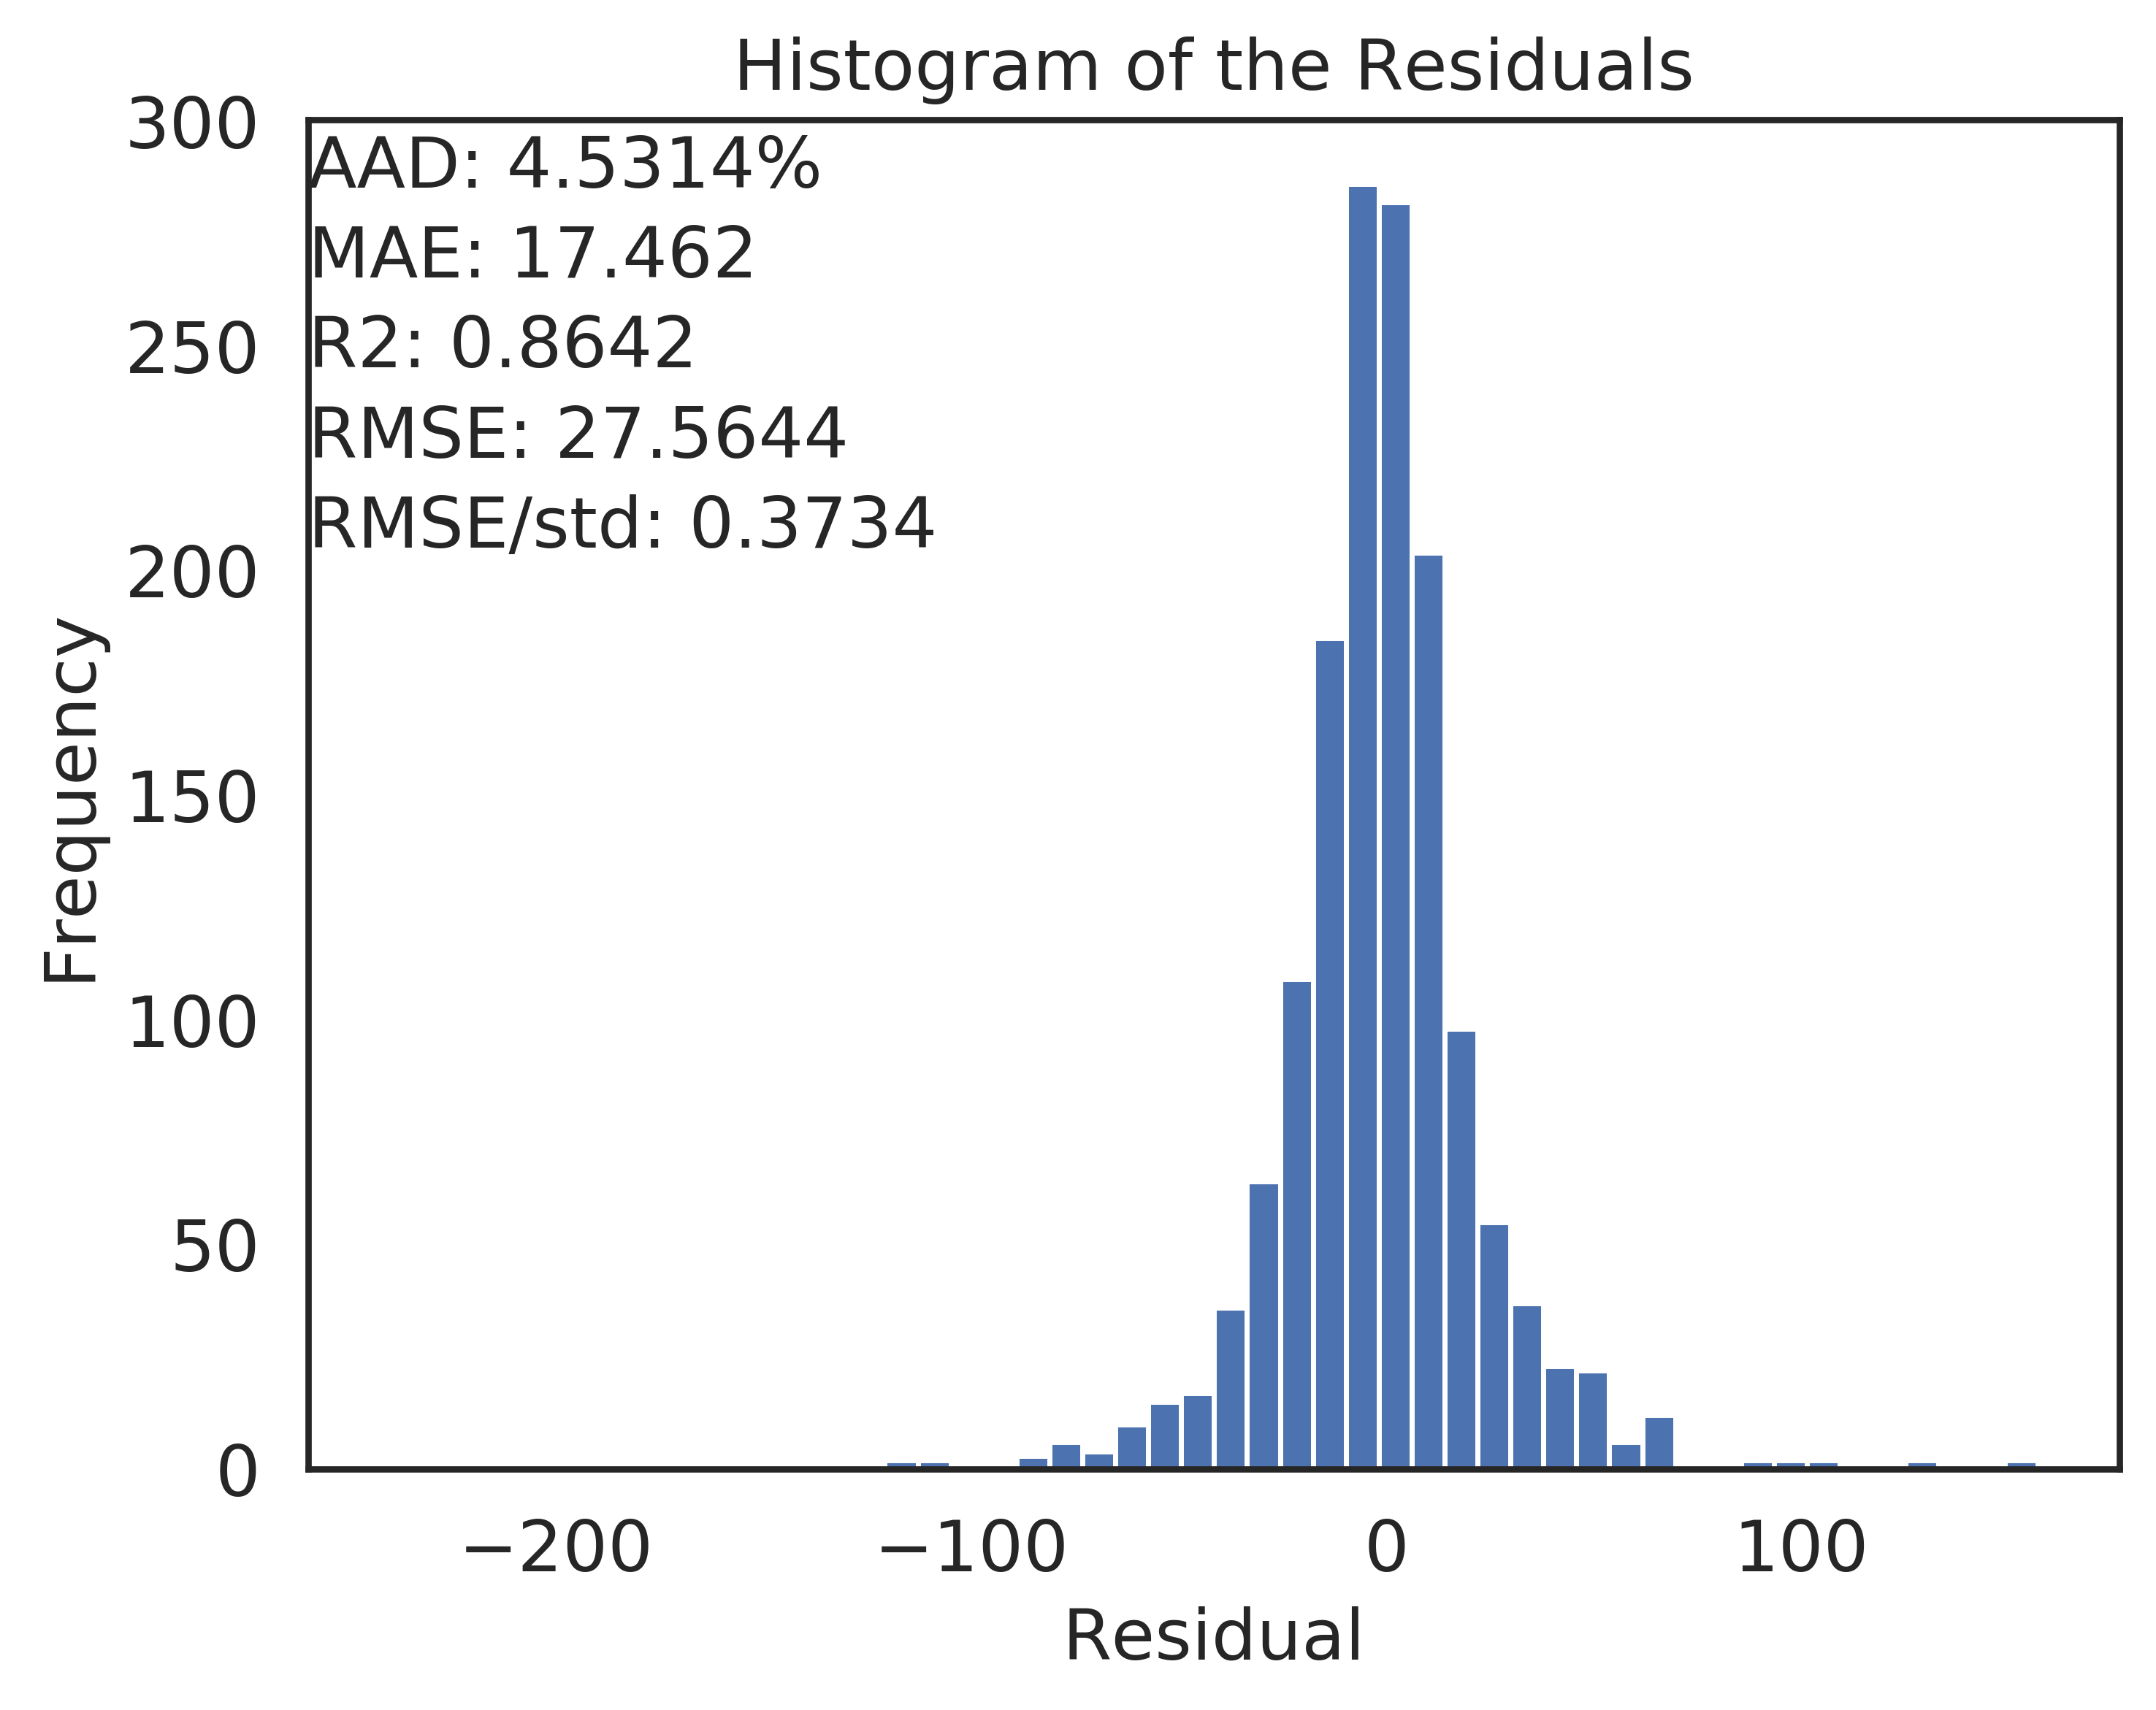 Histogram of the Residuals
300
250
200
150
100
50
0
Frequency
AAD: 4.5314%
MAE: 17.462
R2: 0.8642
RMSE: 27.5644
RMSE/std: 0.3734
−200 −100 0 100
Residual